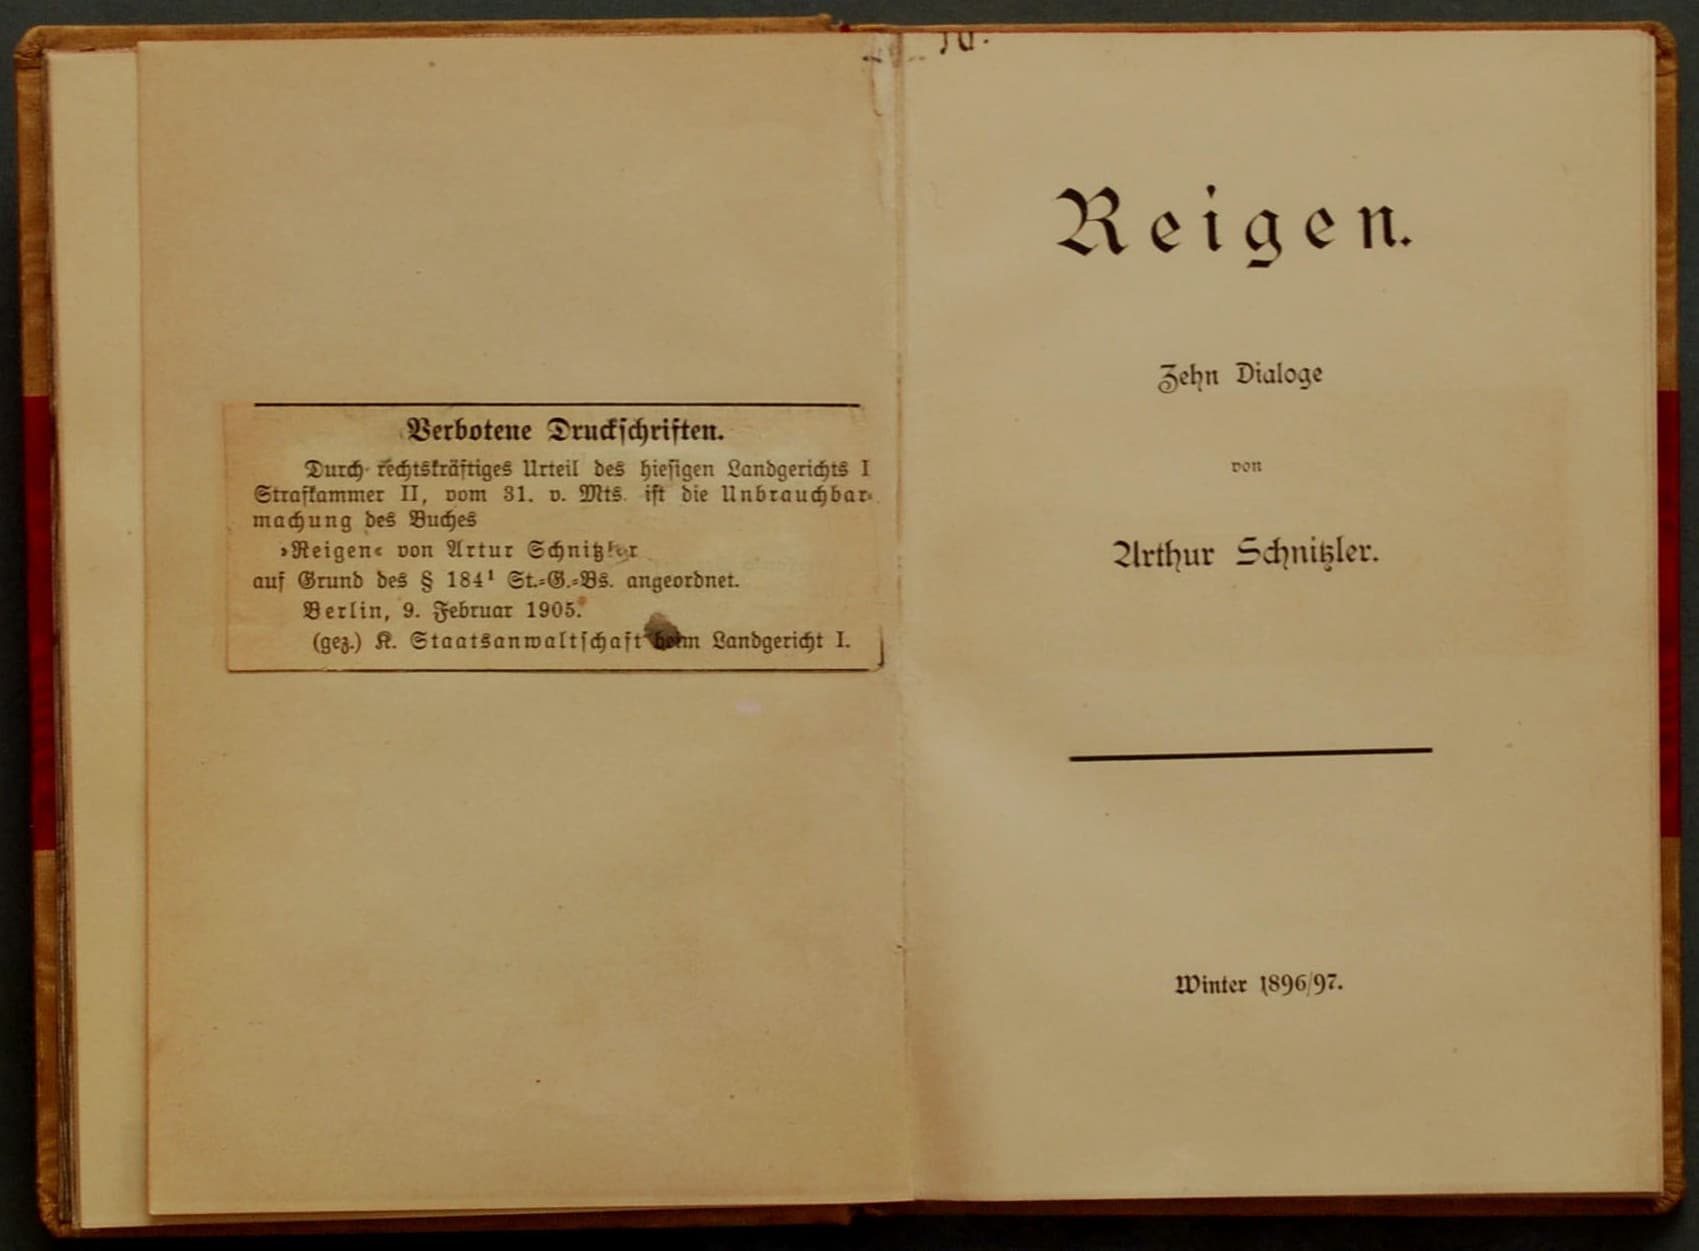 Verbotene Druckschriften.
Durch rechtskräftiges Urteil des hiesigen Landgerichts I
Strafkammer II, vom 31. v. Mts. ist die Unbrauchbar-
machung des Buches
»Reigen« von Artur Schnitzler
auf Grund des § 184¹ St.-G.-Bs. angeordnet.
Berlin, 9. Februar 1905.
(gez.) K. Staatsanwaltschaft beim Landgericht I.
Reigen.
Zehn Dialoge
von
Arthur Schnitzler.
Winter 1896/97.